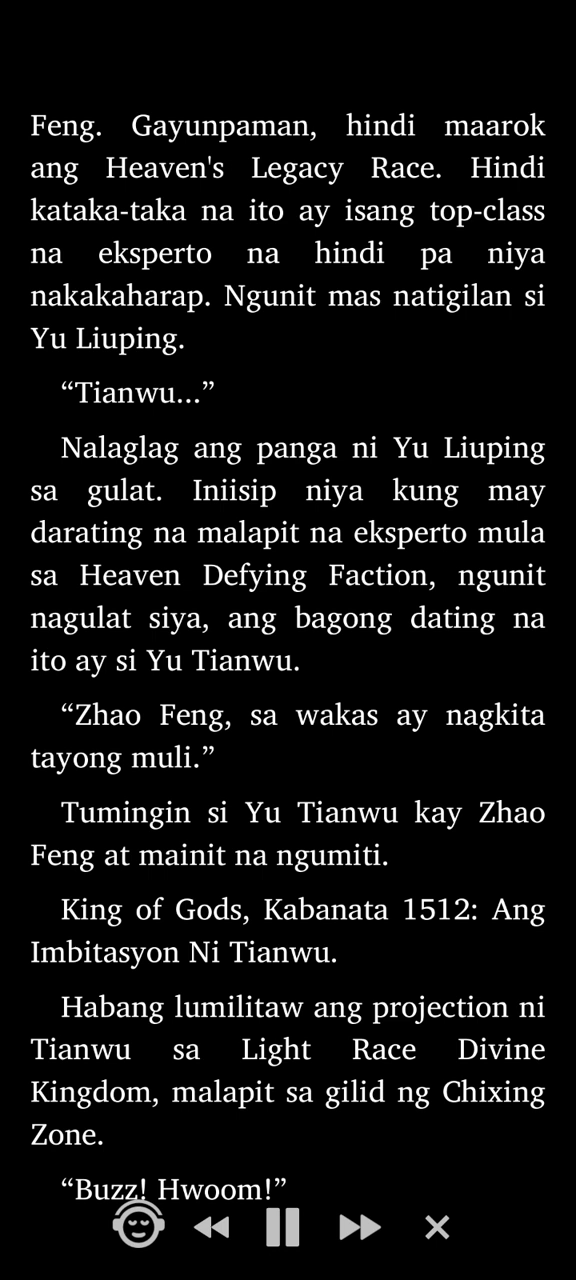 Feng. Gayunpaman, hindi maarok
ang Heaven's Legacy Race. Hindi
kataka-taka na ito ay isang top-class
na eksperto na hindi pa niya
nakakaharap. Ngunit mas natigilan si
Yu Liuping.
“Tianwu...”
Nalaglag ang panga ni Yu Liuping
sa gulat. Iniisip niya kung may
darating na malapit na eksperto mula
sa Heaven Defying Faction, ngunit
nagulat siya, ang bagong dating na
ito ay si Yu Tianwu.
“Zhao Feng, sa wakas ay nagkita
tayong muli.”
Tumingin si Yu Tianwu kay Zhao
Feng at mainit na ngumiti.
King of Gods, Kabanata 1512: Ang
Imbitasyon Ni Tianwu.
Habang lumilitaw ang projection ni
Tianwu sa Light Race Divine
Kingdom, malapit sa gilid ng Chixing
Zone.
“Buzz! Hwoom!”